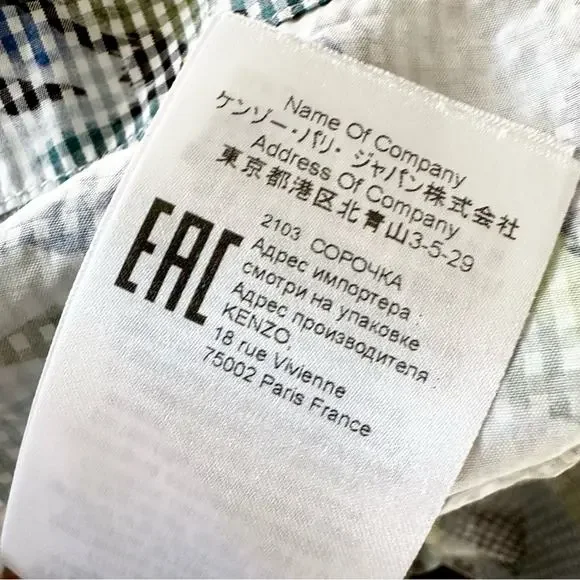 Name Of Company
ケンゾー・パリ・ジャパン株式会社
Address Of Company
東京都港区北青山3-5-29
EAC
2103 СОРОЧКА
Адрес импортера :
смотри на упаковке
Адрес производителя :
KENZO,
18 rue Vivienne
75002 Paris France